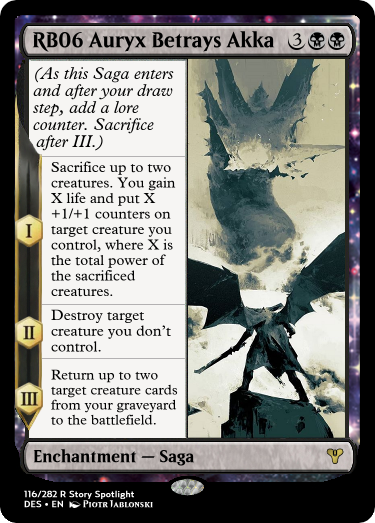 RB06 Auryx Betrays Akka 3
(As this Saga enters
and after your draw
step, add a lore
counter. Sacrifice
after III.)
I
Sacrifice up to two
creatures. You gain
X life and put X
+1/+1 counters on
target creature you
control, where X is
the total power of
the sacrificed
creatures.
II
Destroy target
creature you don't
control.
III
Return up to two
target creature cards
from your graveyard
to the battlefield.
Enchantment — Saga
116/282 R Story Spotlight
DES • EN Piotr Jabłonski